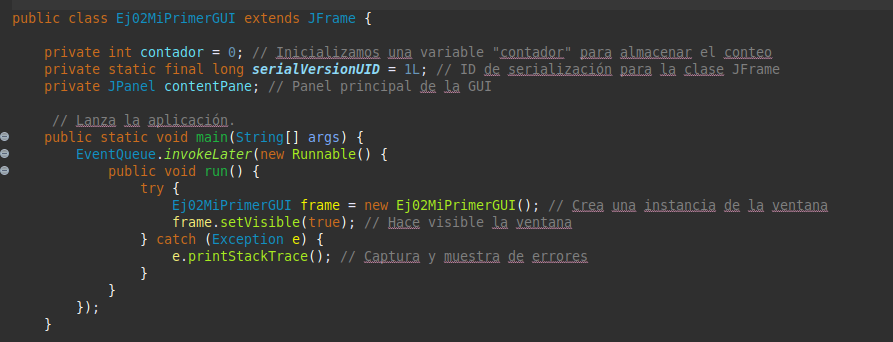 public class Ej02MiPrimerGUI extends JFrame {
private int contador = 0; // Inicializamos una variable "contador" para almacenar el conteo
private static final long serialVersionUID = 1L; // ID de serialización para la clase JFrame
private JPanel contentPane; // Panel principal de la GUI
// Lanza la aplicación.
public static void main(String[] args) {
EventQueue.invokeLater(new Runnable() {
public void run() {
try {
Ej02MiPrimerGUI frame = new Ej02MiPrimerGUI(); // Crea una instancia de la ventana
frame.setVisible(true); // Hace visible la ventana
} catch (Exception e) {
e.printStackTrace(); // Captura y muestra de errores
}
}
});
}